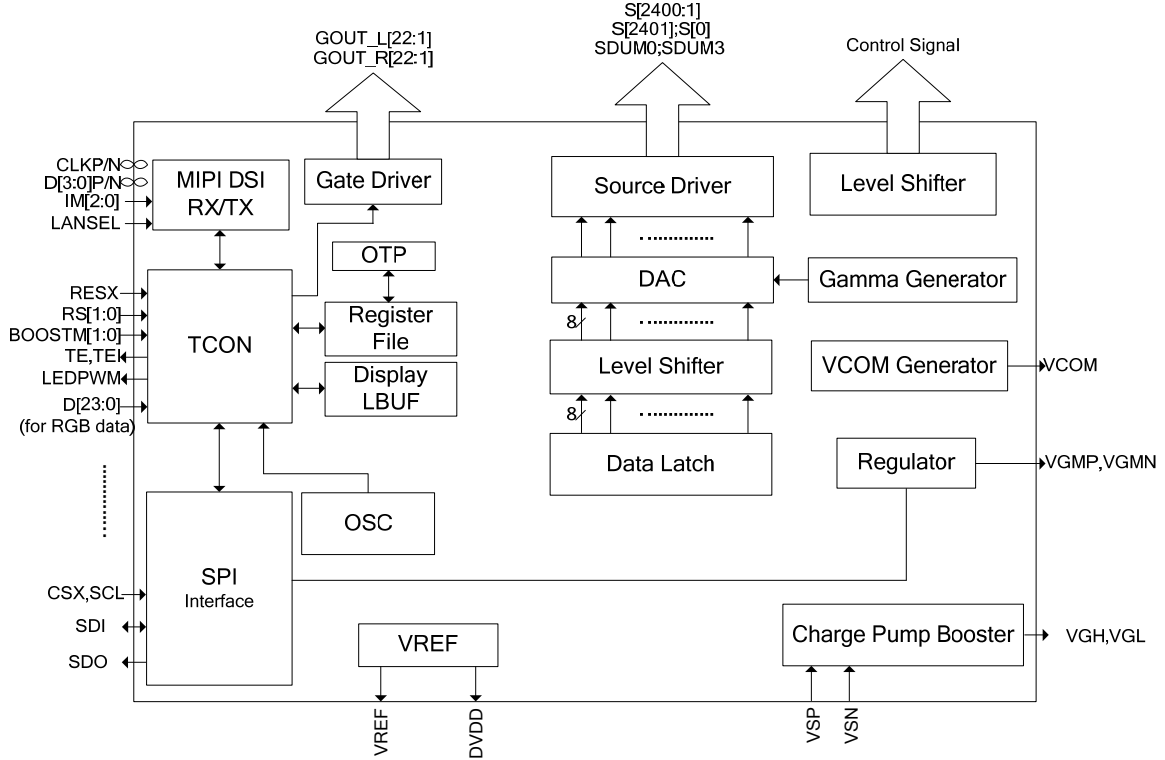 S[2400:1]
S[2401];S[0]
SDUM0;SDUM3
GOUT_L[22:1]
GOUT_R[22:1]
Control Signal
CLKP/N
D[3:0]P/N
IM[2:0]
LANSEL
MIPI DSI
RX/TX
Gate Driver
Source Driver
Level Shifter
OTP
DAC
Gamma Generator
RESX
RS[1:0]
BOOSTM[1:0]
TE,TEI
LEDPWM
D[23:0]
(for RGB data)
TCON
Register
File
8
Level Shifter
VCOM Generator
VCOM
Display
LBUF
8
Data Latch
Regulator
VGMP,VGMN
OSC
SPI
Interface
CSX,SCL
SDI
SDO
VREF
Charge Pump Booster
VGH,VGL
VREF
DVDD
VSP
VSN